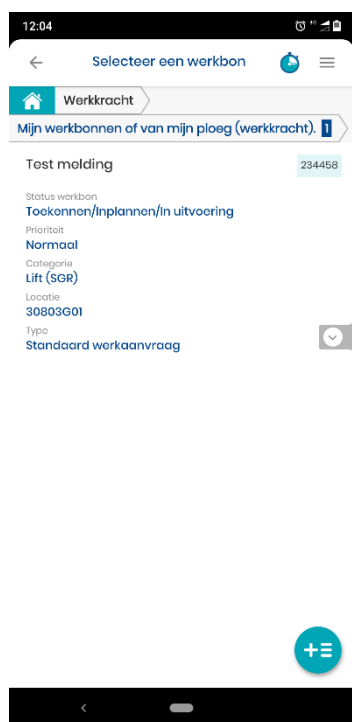 12:04
Selecteer een werkbon
Werkkracht
Mijn werkbonnen of van mijn ploeg (werkkracht). 1
Test melding
234458
Status werkbon
Toekennen/Inplannen/In uitvoering
Prioriteit
Normaal
Categorie
Lift (SGR)
Locatie
30803G01
Type
Standaard werkaanvraag